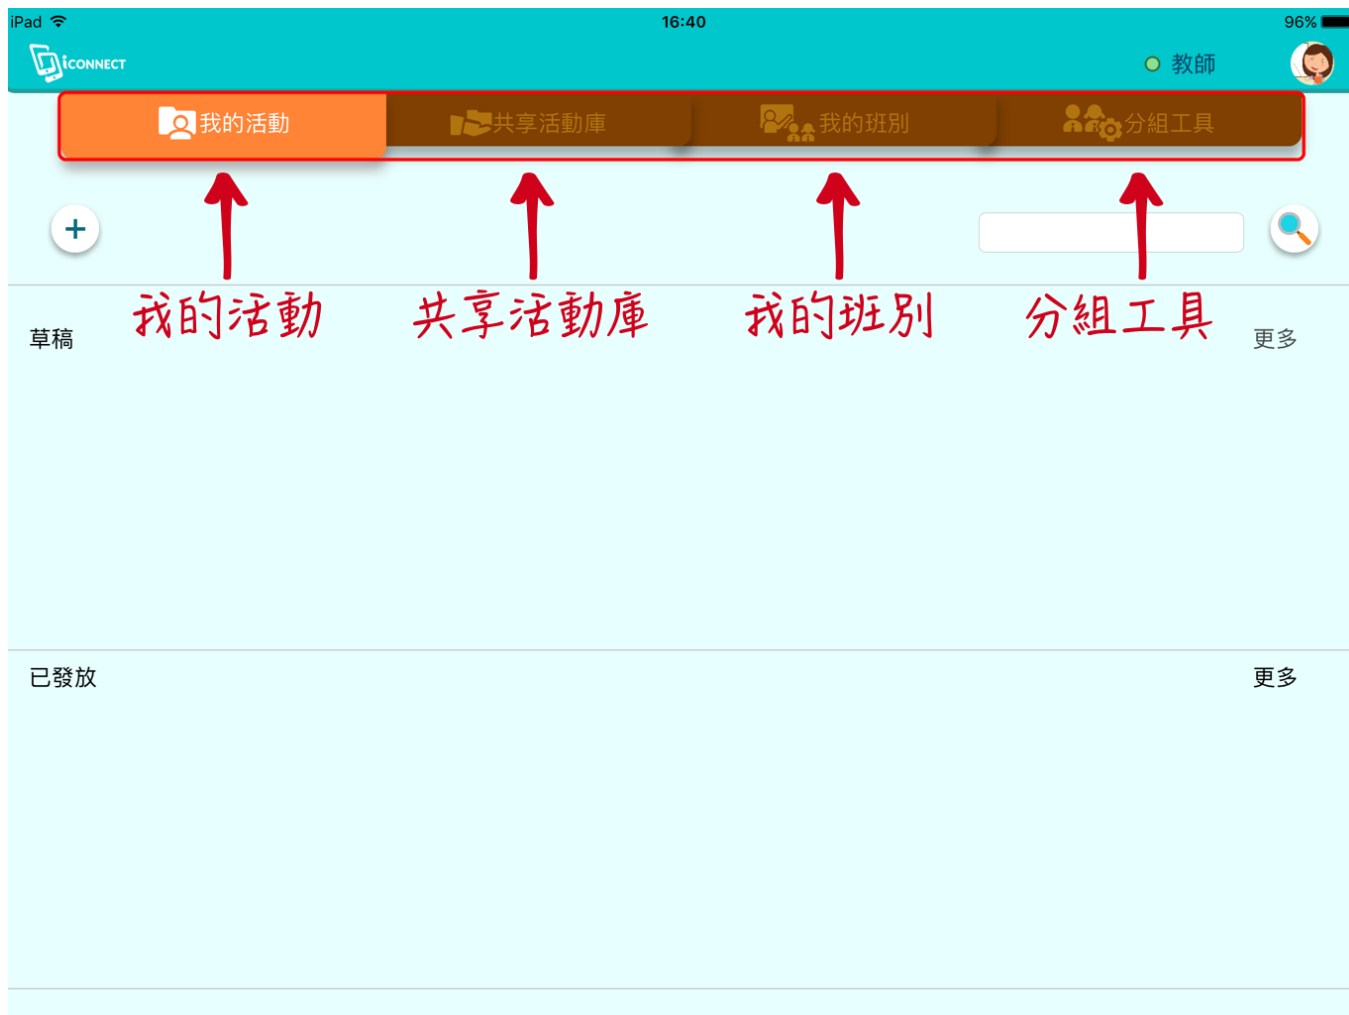 iPad 16:40 96%
iCONNECT 教師
我的活動 共享活動庫 我的班別 分組工具
+
我的活動 共享活動庫 我的班別 分組工具
草稿 更多
已發放 更多